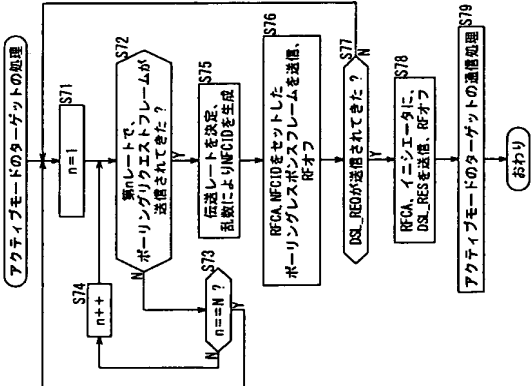 アクティブモードのターゲットの処理
S71
n=1
S72
第nレートで、
ポーリングリクエストフレームが
送信されてきた？
N
Y
S73
n==N ?
N
Y
S74
n++
S75
伝送レートを決定、
乱数によりNFCIDを生成
S76
RFCA, NFCIDをセットした
ポーリングレスポンスフレームを送信、
RFオフ
S77
DSL_REQが送信されてきた？
N
Y
S78
RFCA、イニシエータに、
DSL_RESを送信、RFオフ
S79
アクティブモードのターゲットの通信処理
おわり